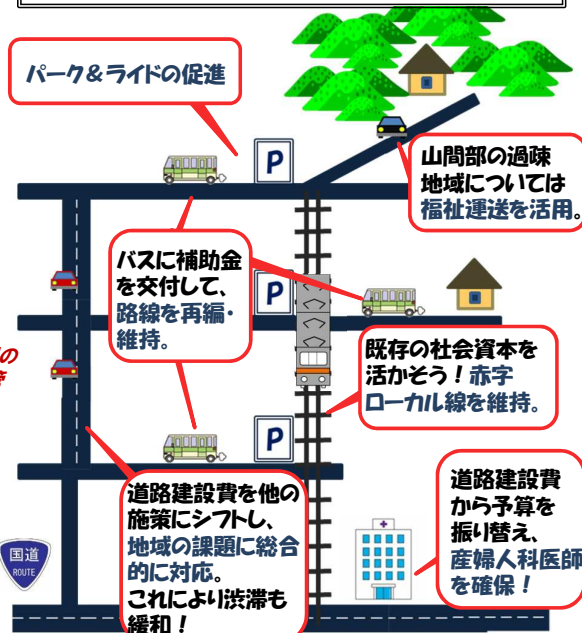 パーク&ライドの促進
P
山間部の過疎
地域については
福祉運送を活用。
バスに補助金
を交付して、
路線を再編・
維持。
P
既存の社会資本を
活かそう！赤字
ローカル線を維持。
P
道路建設費を他の
施策にシフトし、
地域の課題に総合
的に対応。
これにより渋滞も
緩和！
道路建設費
から予算を
振り替え、
産婦人科医師
を確保！
国道
ROUTE